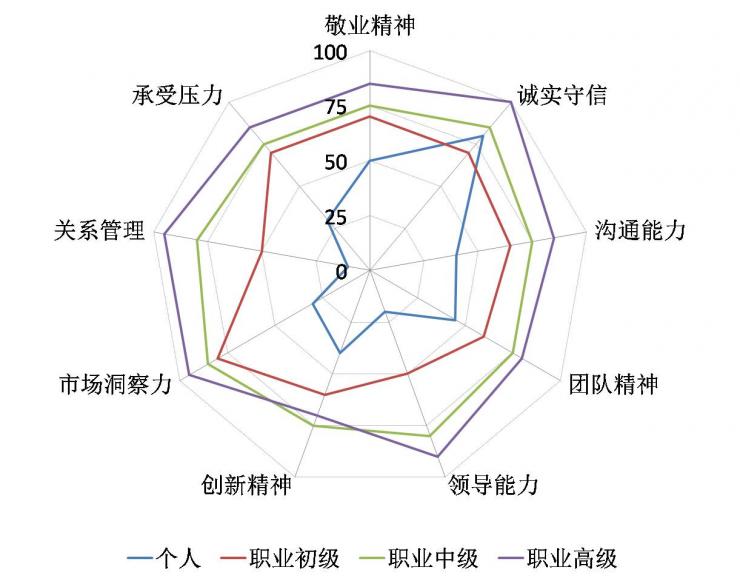 敬业精神
100
承受压力
诚实守信
75
50
25
关系管理
沟通能力
0
市场洞察力
团队精神
创新精神
领导能力
个人 职业初级 职业中级 职业高级